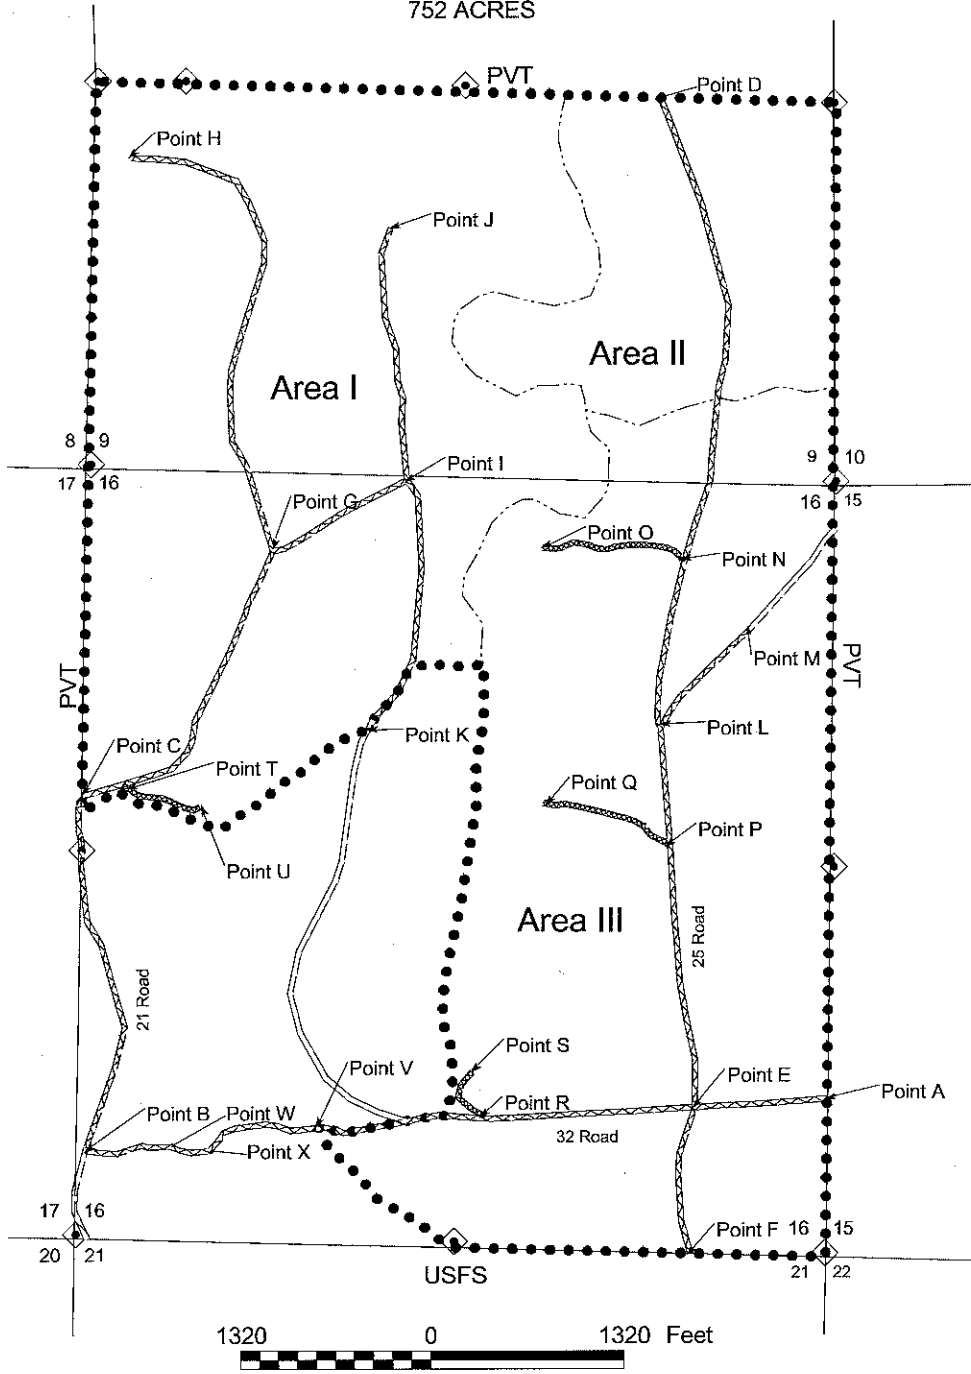 752 ACRES
PVT
Point D
Point H
Point J
Area II
Area I
8 9
9 10
Point I
17 16
16 15
Point G
Point O
Point N
PVT
Point M
PVT
Point L
Point C
Point K
Point T
Point Q
Point P
Point U
Area III
25 Road
21 Road
Point S
Point V
Point E
Point A
Point B
Point W
Point R
32 Road
Point X
17 16
16 15
Point F
20 21
21 22
USFS
1320 0 1320 Feet